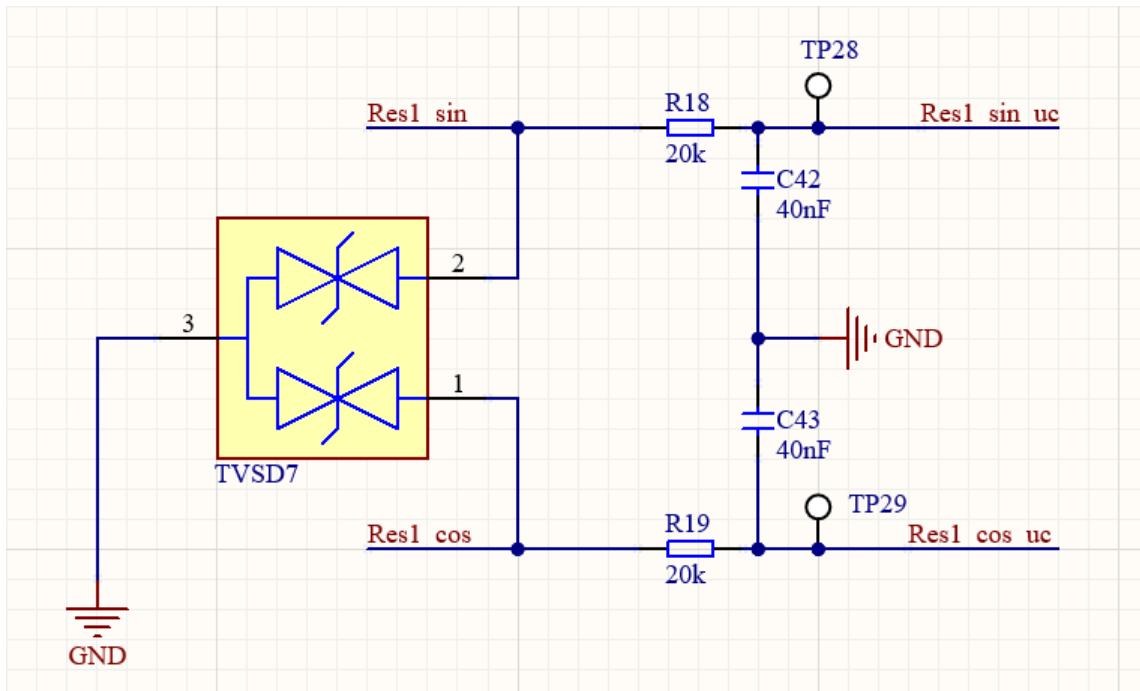 TP28
Res1 sin
R18
Res1 sin uc
20k
C42
40nF
2
3
GND
1
C43
40nF
TVSD7
TP29
Res1 cos
R19
Res1 cos uc
20k
GND